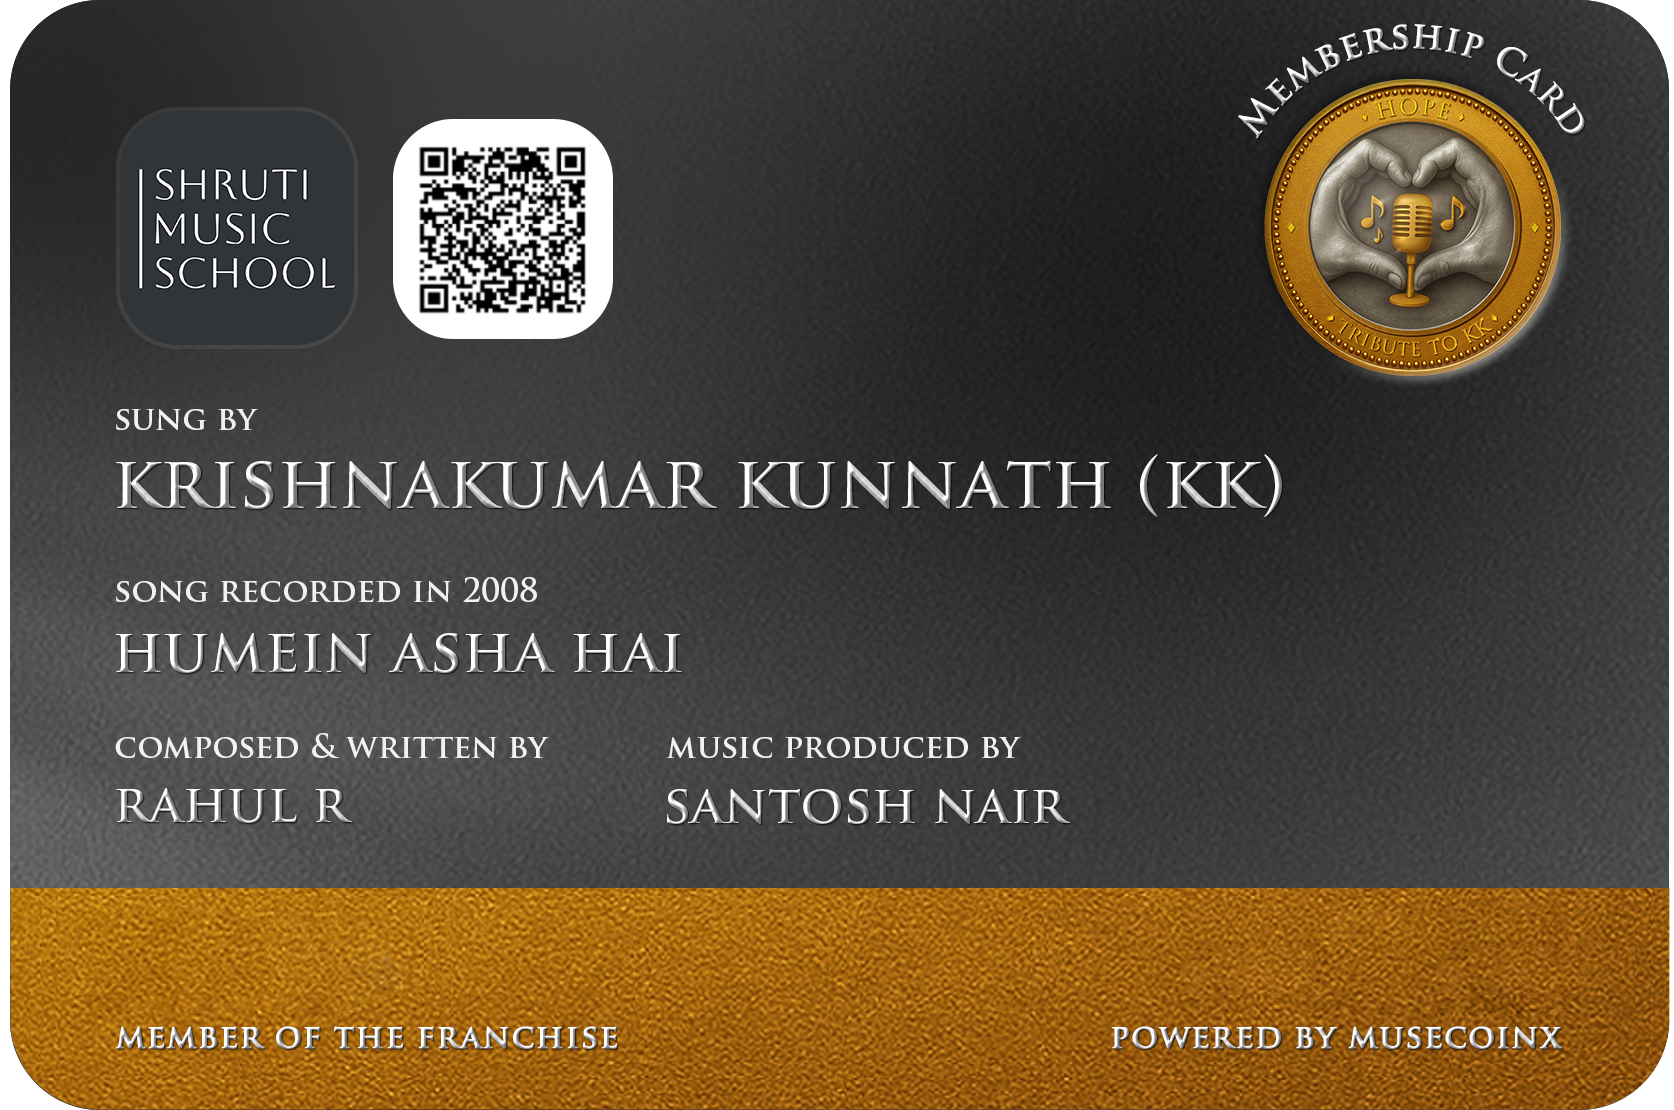 MEMBERSHIP CARD
HOPE
TRIBUTE TO KK
SHRUTI
MUSIC
SCHOOL
SUNG BY
KRISHNAKUMAR KUNNATH (KK)
SONG RECORDED IN 2008
HUMEIN ASHA HAI
COMPOSED & WRITTEN BY
RAHUL R
MUSIC PRODUCED BY
SANTOSH NAIR
MEMBER OF THE FRANCHISE
POWERED BY MUSECOINX